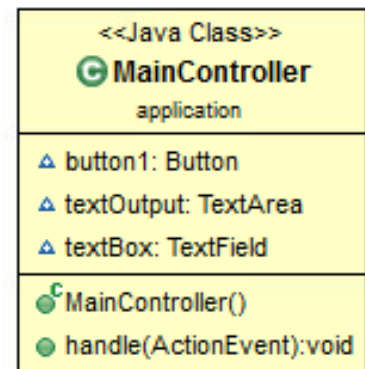 <<Java Class>>
MainController
application
button1: Button
textOutput: TextArea
textBox: TextField
MainController()
handle(ActionEvent):void